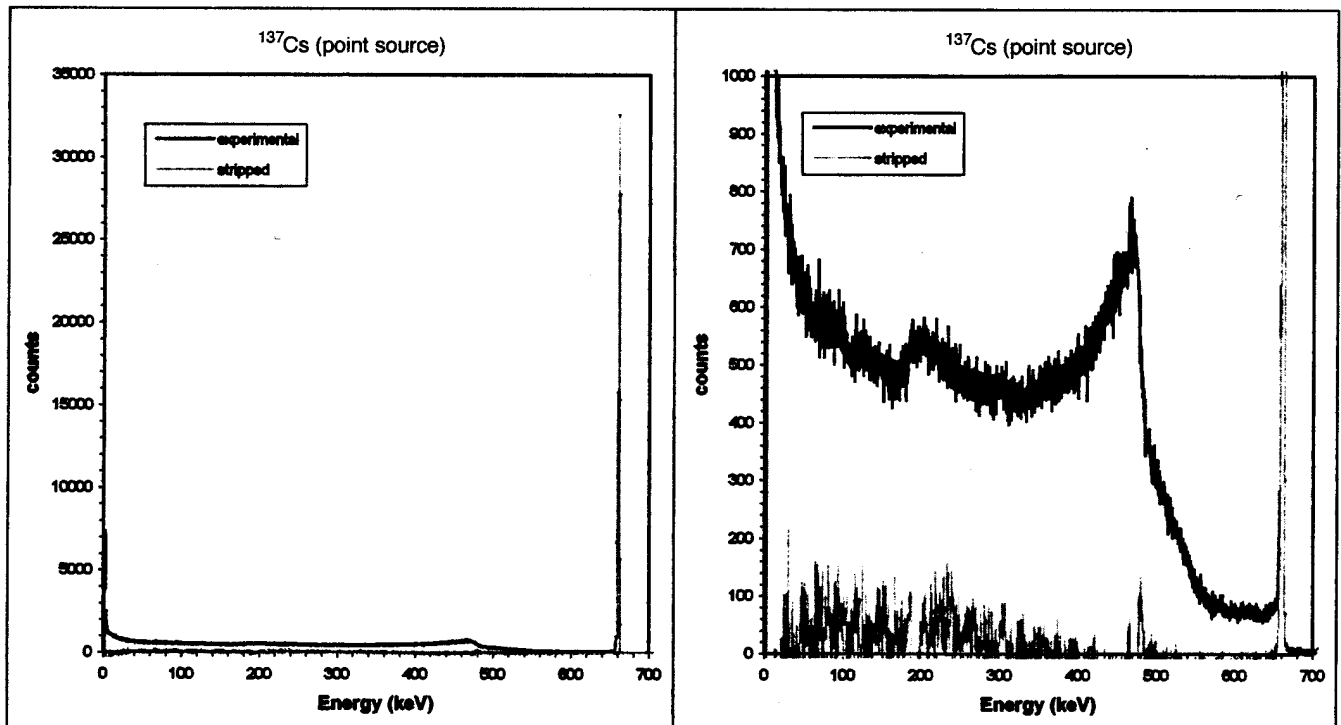 ¹³⁷Cs (point source)
35000
30000
25000
20000
15000
10000
5000
0
counts
experimental
stripped
0 100 200 300 400 500 600 700
Energy (keV)
¹³⁷Cs (point source)
1000
900
800
700
600
500
400
300
200
100
0
counts
experimental
stripped
0 100 200 300 400 500 600 700
Energy (keV)